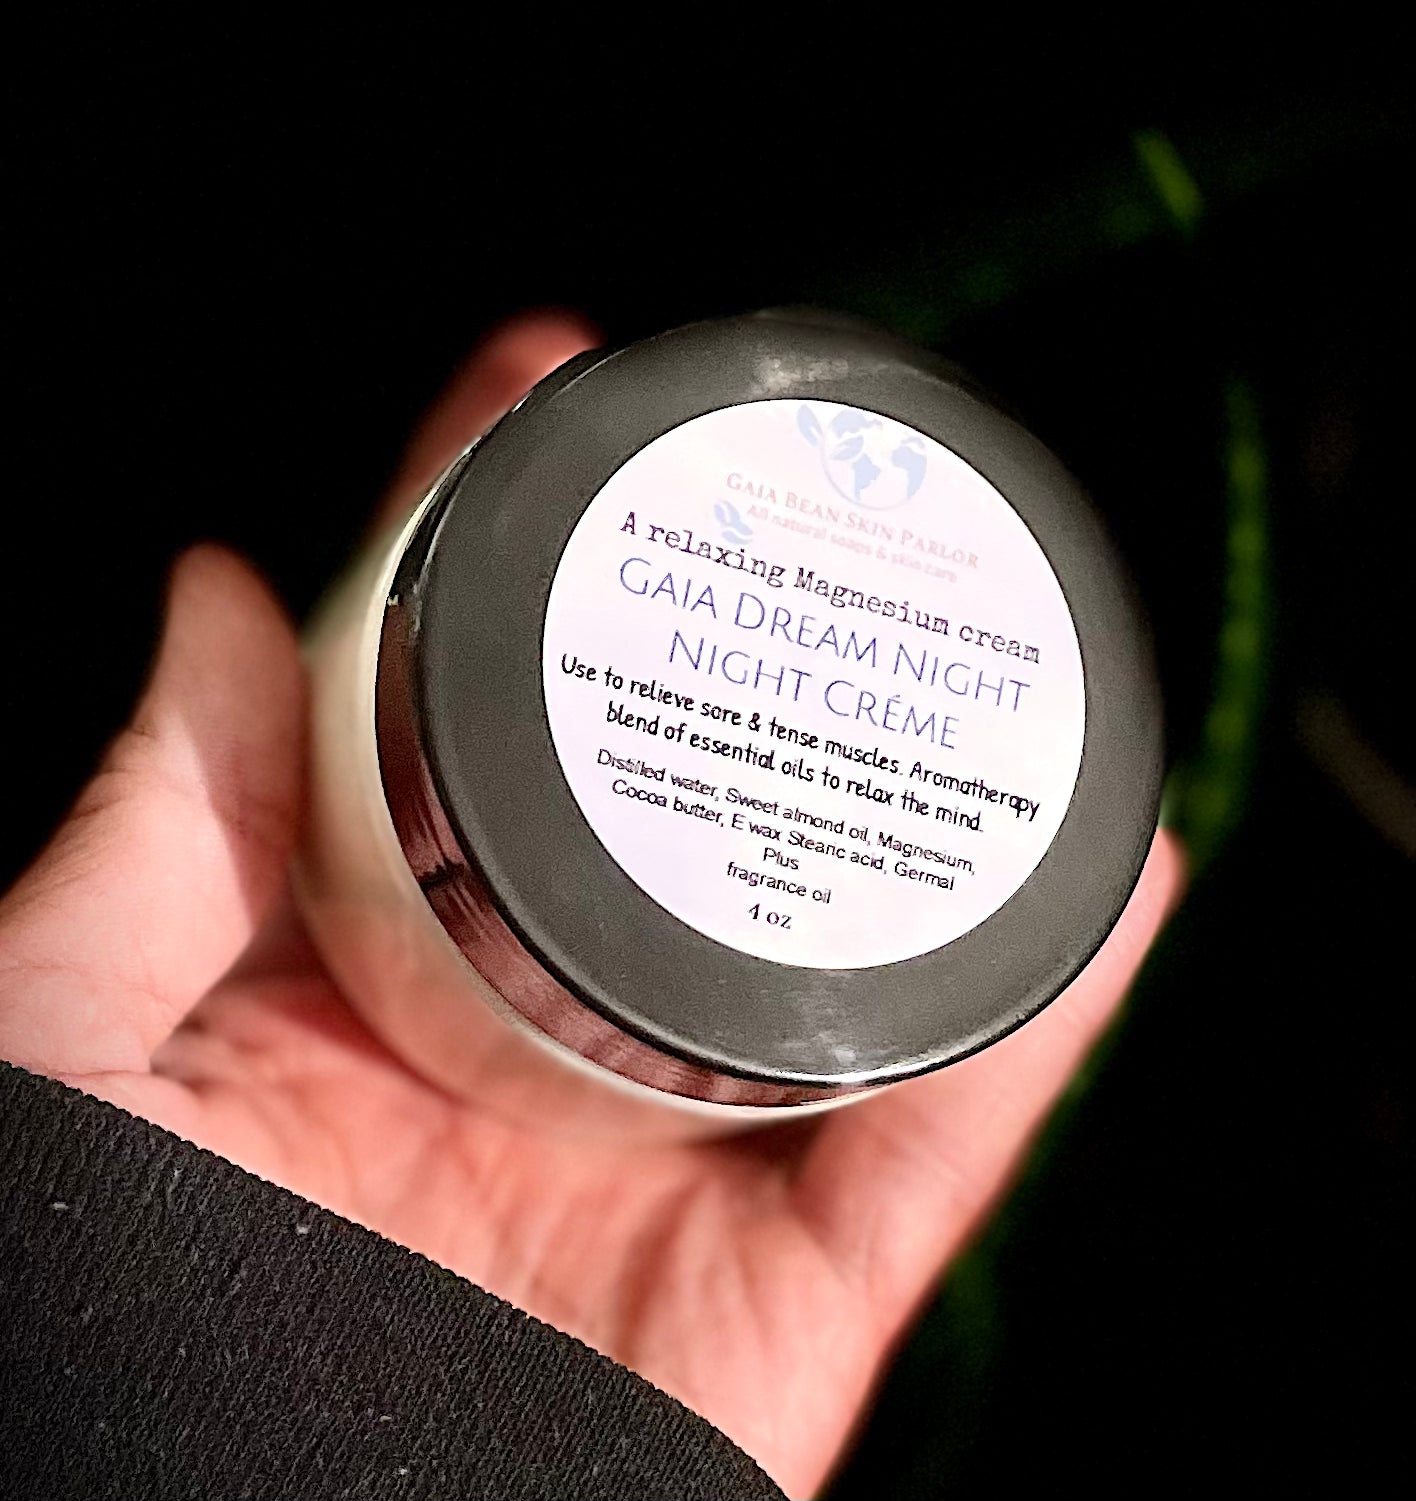 GAIA BEAN SKIN PARLOR
All natural soaps & skin care
A relaxing Magnesium cream
GAIA DREAM NIGHT
NIGHT CRÉME
Use to relieve sore & tense muscles. Aromatherapy
blend of essential oils to relax the mind.
Distilled water, Sweet almond oil, Magnesium,
Cocoa butter, E wax Stearic acid, Germal
Plus
fragrance oil
4 oz